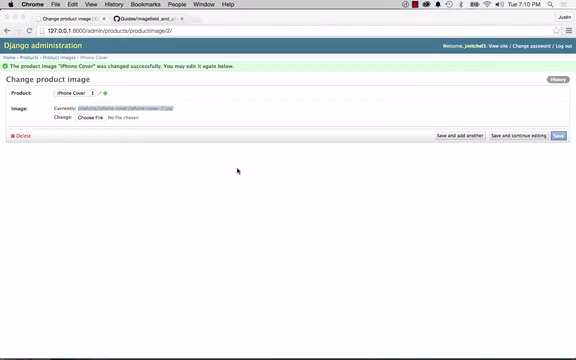 Chrome File Edit View History Bookmarks People Window Help Tue 7:10 PM
Change product image | D Guides/imagefield_and_a Justin
127.0.0.1:8000/admin/products/productimage/2/
Django administration
Welcome, jmitchel3. View site / Change password / Log out
Home › Products › Product images › iPhone Cover
The product image "iPhone Cover" was changed successfully. You may edit it again below.
Change product image
History
Product: iPhone Cover
Image: Currently: products/iphone-cover/iphone-cover-2.jpg
Change: Choose File No file chosen
Delete
Save and add another Save and continue editing Save